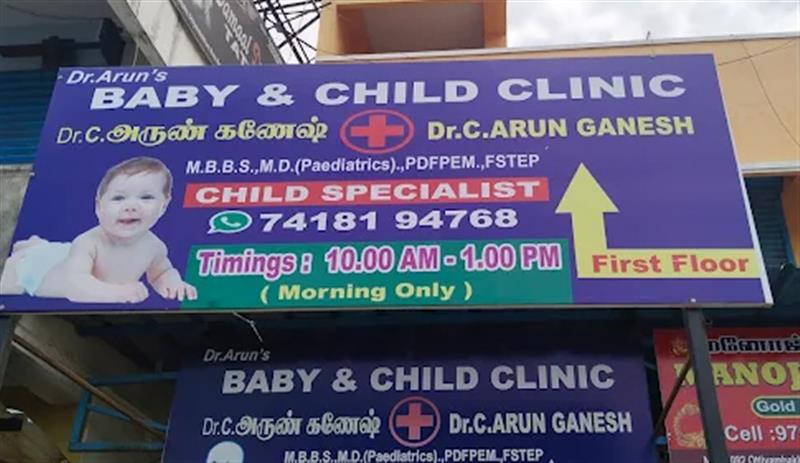 Dr.Arun's
BABY & CHILD CLINIC
Dr.C.அருண் கணேஷ் Dr.C.ARUN GANESH
M.B.B.S.,M.D.(Paediatrics).,PDFPEM.,FSTEP
CHILD SPECIALIST
74181 94768
Timings : 10.00 AM - 1.00 PM
( Morning Only )
First Floor
Dr.Arun's
BABY & CHILD CLINIC
Dr.C.அருண் கணேஷ் Dr.C.ARUN GANESH
M.B.B.S.,M.D.(Paediatrics).,PDFPEM.,FSTEP
Gold
Cell :